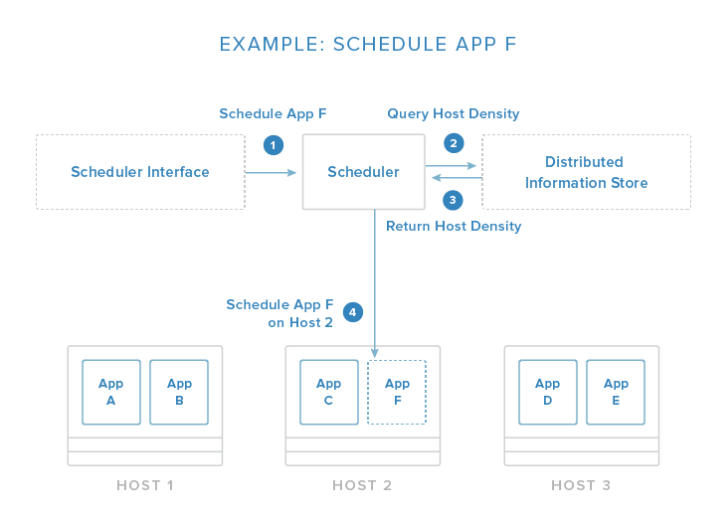 EXAMPLE: SCHEDULE APP F
Schedule App F
Query Host Density
1
2
Scheduler Interface
Scheduler
Distributed
Information Store
3
Return Host Density
Schedule App F
on Host 2
4
App
A
App
B
App
C
App
F
App
D
App
E
HOST 1
HOST 2
HOST 3